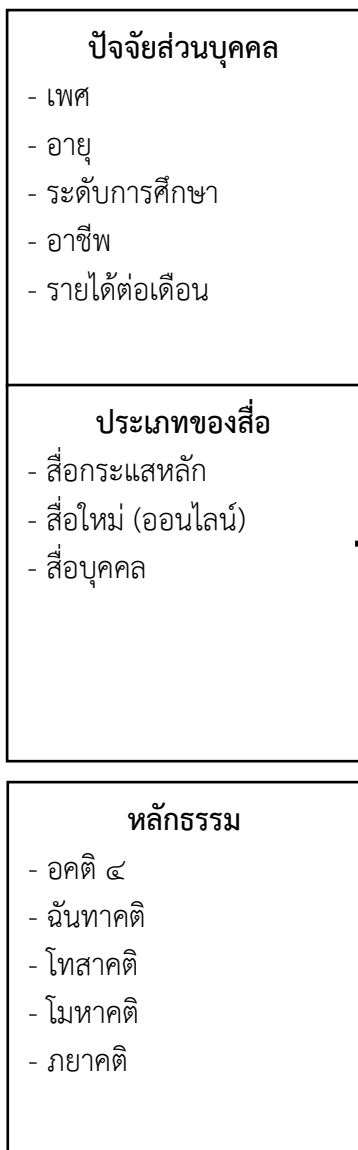 ปัจจัยส่วนบุคคล
- เพศ
- อายุ
- ระดับการศึกษา
- อาชีพ
- รายได้ต่อเดือน
ประเภทของสื่อ
- สื่อกระแสหลัก
- สื่อใหม่ (ออนไลน์)
- สื่อบุคคล
หลักธรรม
- อคติ ๔
- ฉันทาคติ
- โทสาคติ
- โมหาคติ
- ภยาคติ